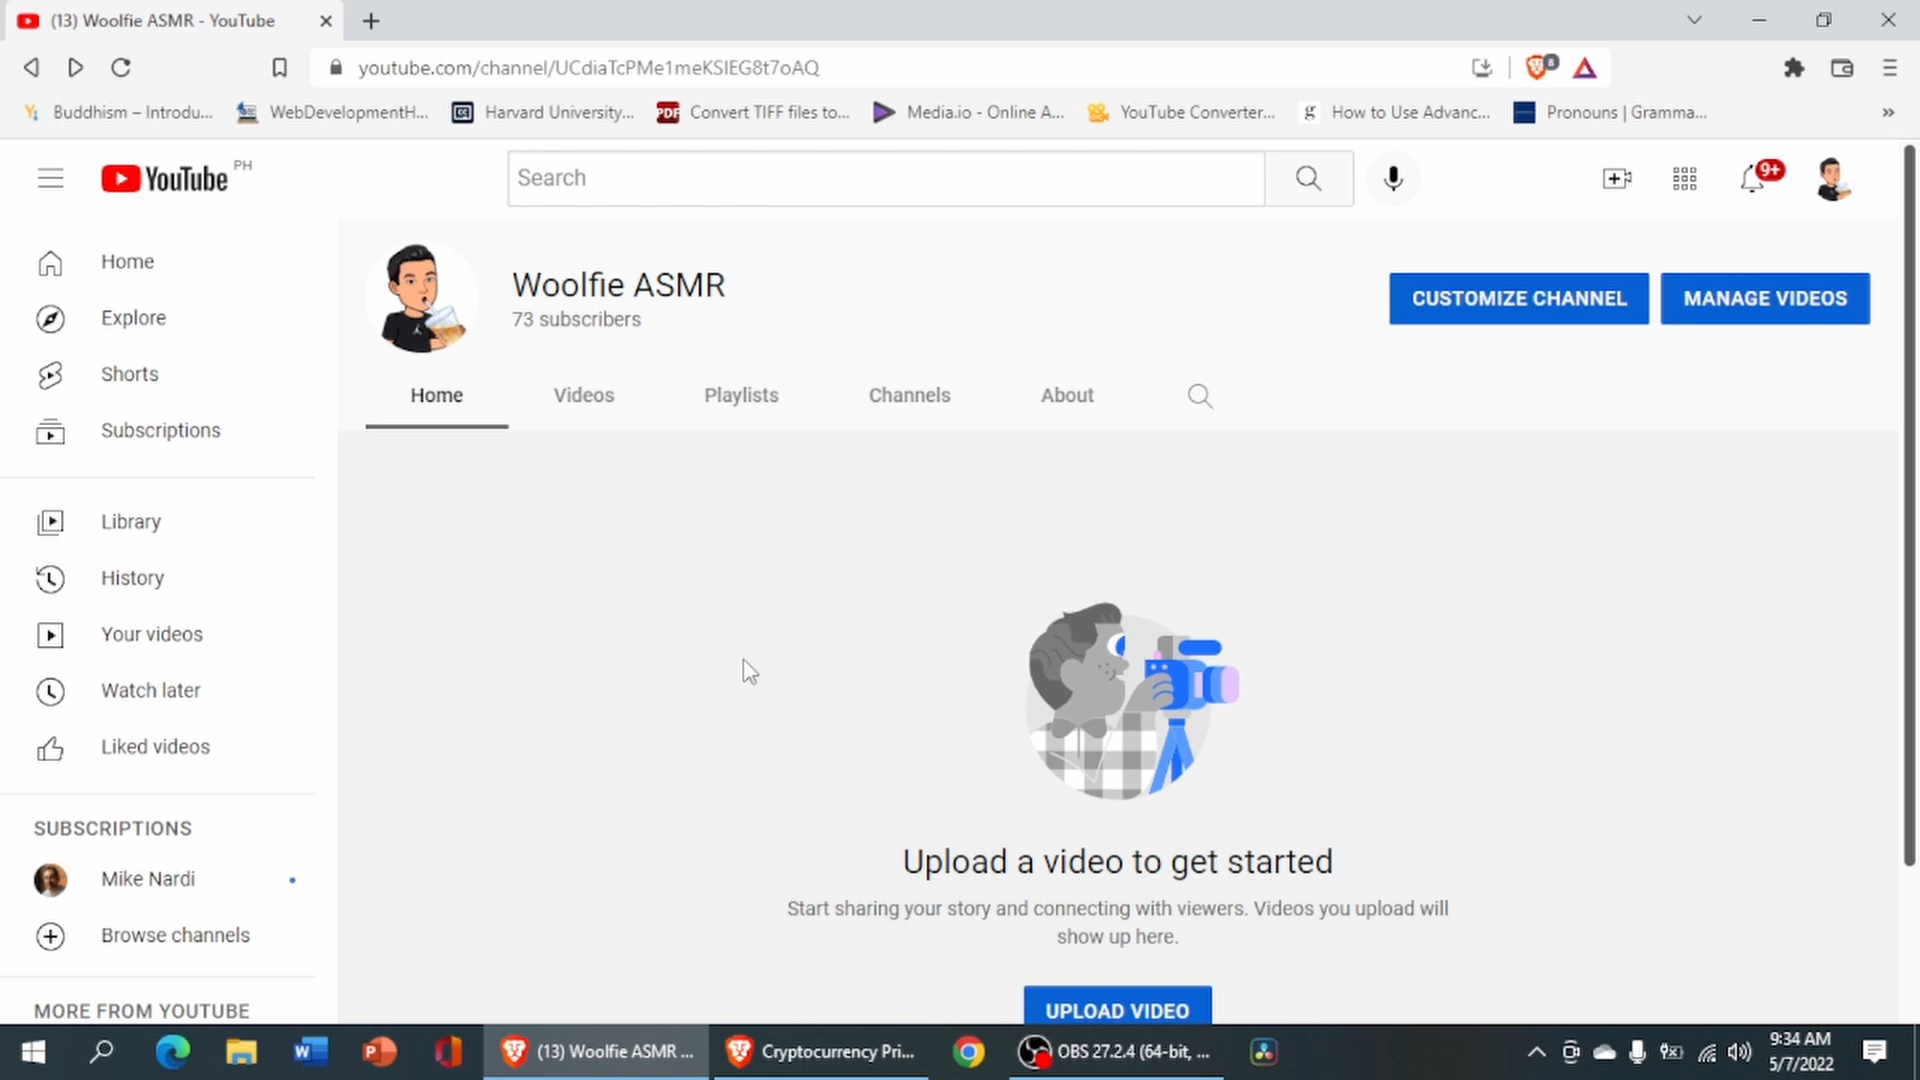 (13) Woolfie ASMR - YouTube
youtube.com/channel/UCdiaTcPMe1meKSIEG8t7oAQ
8
Buddhism – Introdu...
WebDevelopmentH...
Harvard University...
PDF
Convert TIFF files to...
Media.io - Online A...
YouTube Converter...
g
How to Use Advanc...
Pronouns | Gramma...
»
YouTube PH
Search
9+
Home
Explore
Shorts
Subscriptions
Library
History
Your videos
Watch later
Liked videos
SUBSCRIPTIONS
Mike Nardi
Browse channels
MORE FROM YOUTUBE
Woolfie ASMR
73 subscribers
CUSTOMIZE CHANNEL
MANAGE VIDEOS
Home
Videos
Playlists
Channels
About
Upload a video to get started
Start sharing your story and connecting with viewers. Videos you upload will
show up here.
UPLOAD VIDEO
(13) Woolfie ASMR ...
Cryptocurrency Pri...
OBS 27.2.4 (64-bit, ...
9:34 AM
5/7/2022